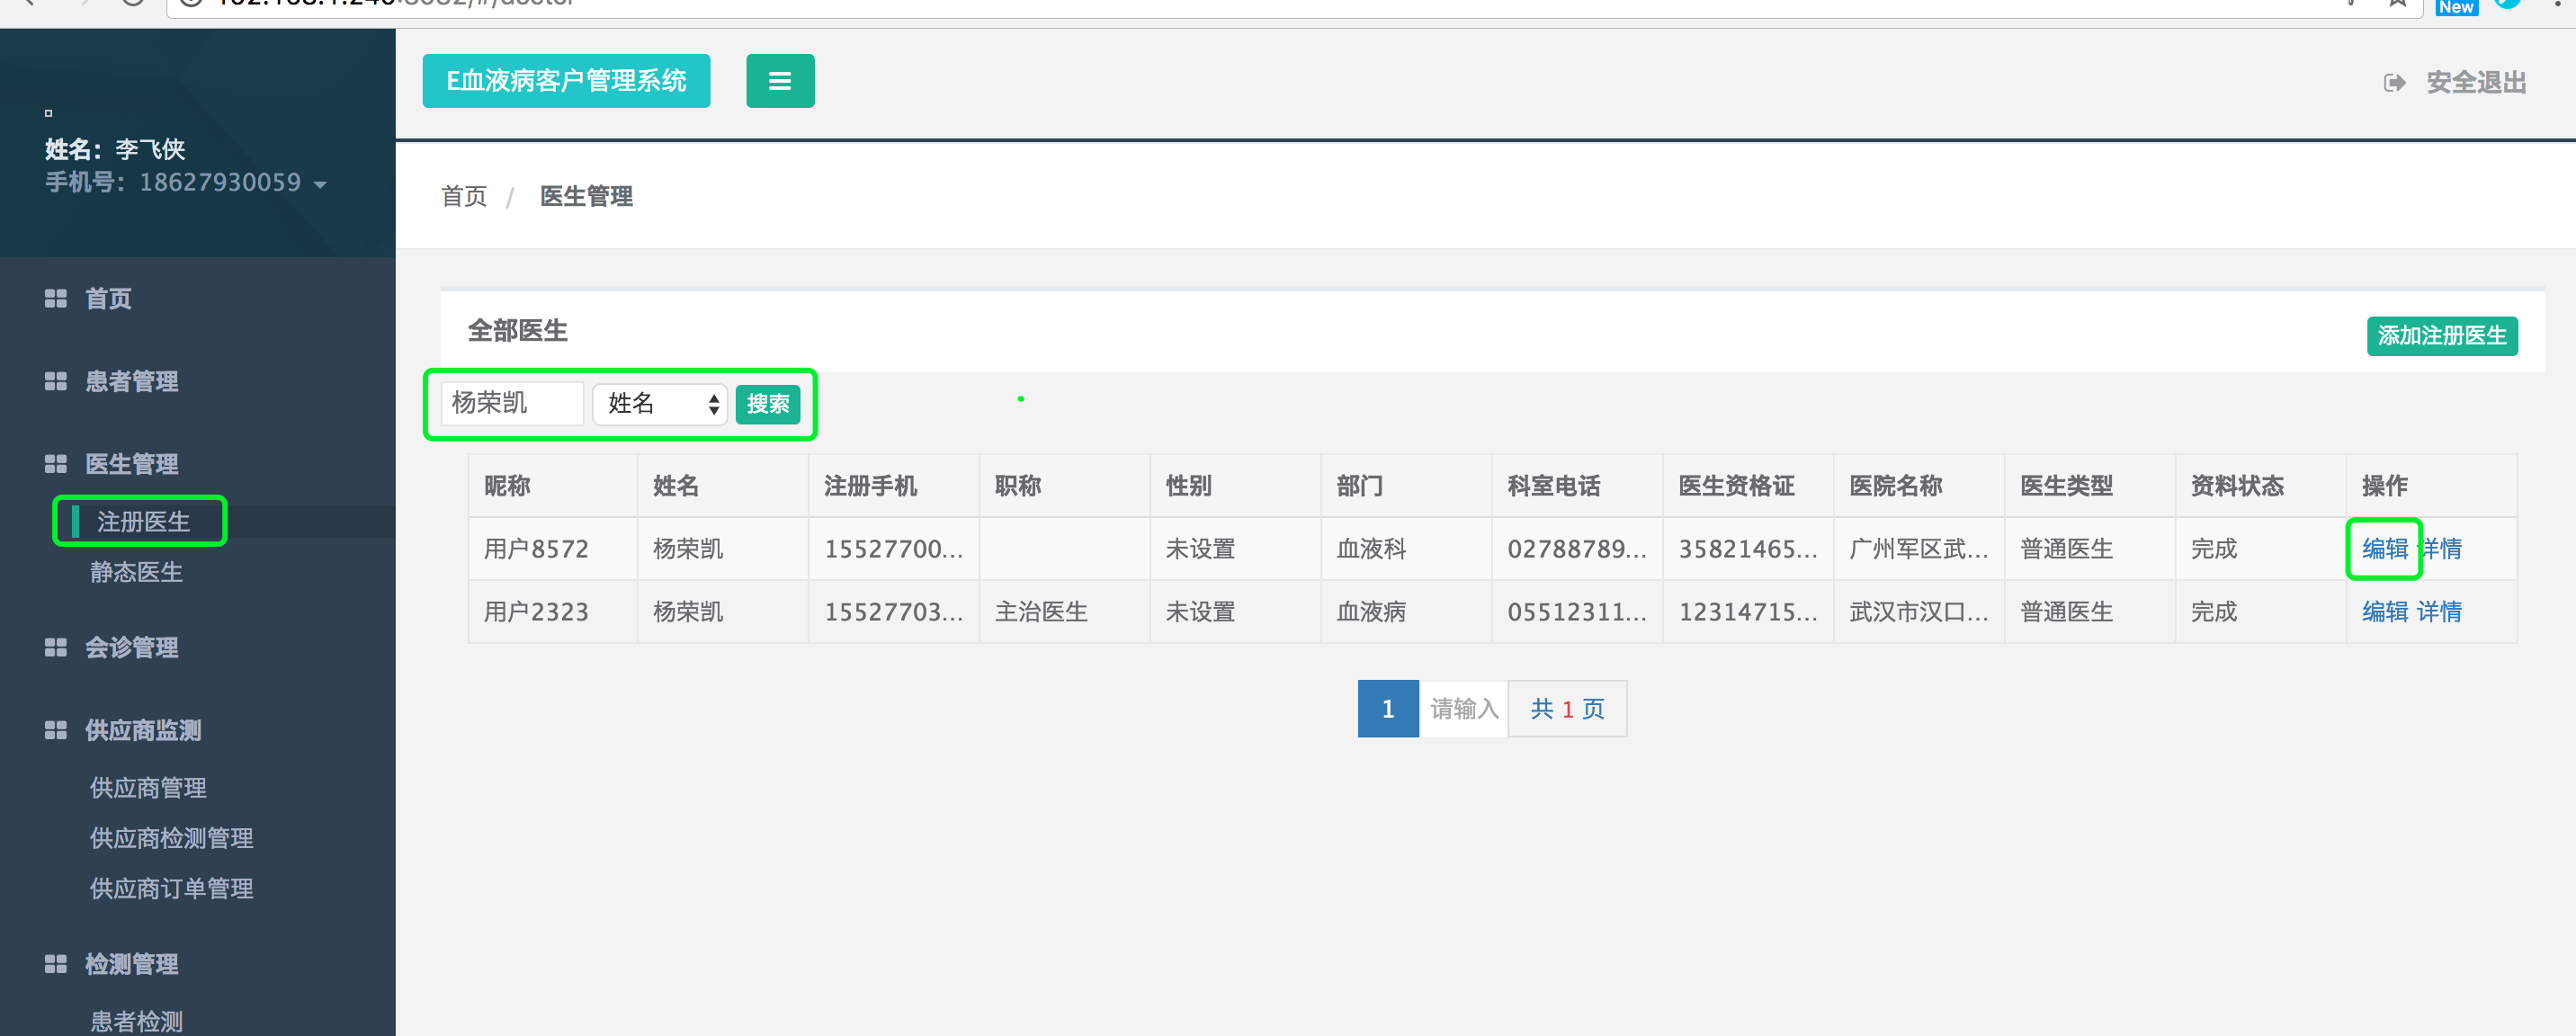 New
E血液病客户管理系统
安全退出
姓名：李飞侠
手机号：18627930059
首页 / 医生管理
首页
患者管理
医生管理
注册医生
静态医生
会诊管理
供应商监测
供应商管理
供应商检测管理
供应商订单管理
检测管理
患者检测
全部医生
添加注册医生
杨荣凯 姓名 搜索
昵称 姓名 注册手机 职称 性别 部门 科室电话 医生资格证 医院名称 医生类型 资料状态 操作
用户8572 杨荣凯 15527700... 未设置 血液科 02788789... 35821465... 广州军区武... 普通医生 完成 编辑 详情
用户2323 杨荣凯 15527703... 主治医生 未设置 血液病 05512311... 12314715... 武汉市汉口... 普通医生 完成 编辑 详情
1 请输入 共 1 页